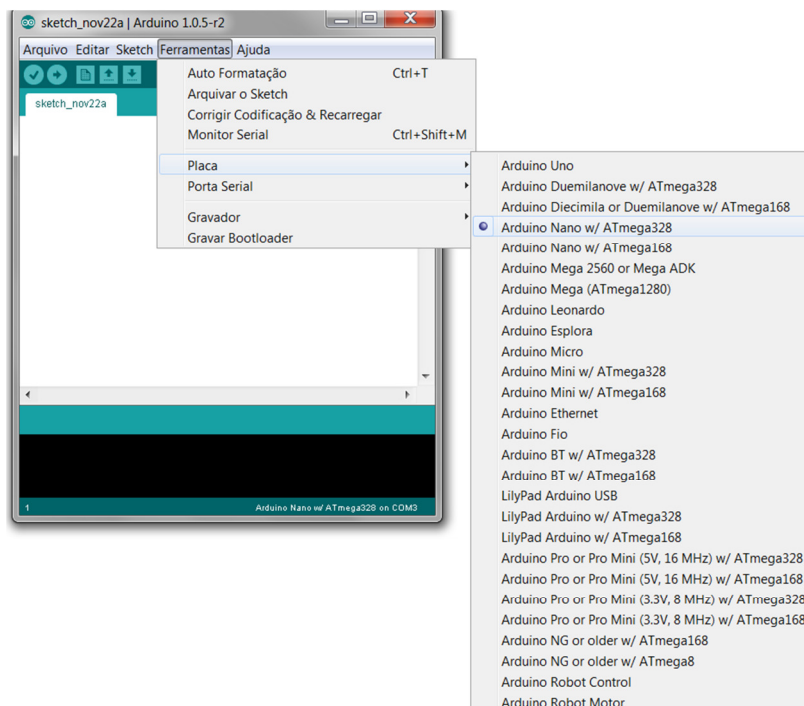 sketch_nov22a | Arduino 1.0.5-r2
Arquivo Editar Sketch Ferramentas Ajuda
sketch_nov22a
Auto Formatação Ctrl+T
Arquivar o Sketch
Corrigir Codificação & Recarregar
Monitor Serial Ctrl+Shift+M
Placa
Porta Serial
Gravador
Gravar Bootloader
Arduino Uno
Arduino Duemilanove w/ ATmega328
Arduino Diecimila or Duemilanove w/ ATmega168
Arduino Nano w/ ATmega328
Arduino Nano w/ ATmega168
Arduino Mega 2560 or Mega ADK
Arduino Mega (ATmega1280)
Arduino Leonardo
Arduino Esplora
Arduino Micro
Arduino Mini w/ ATmega328
Arduino Mini w/ ATmega168
Arduino Ethernet
Arduino Fio
Arduino BT w/ ATmega328
Arduino BT w/ ATmega168
LilyPad Arduino USB
LilyPad Arduino w/ ATmega328
LilyPad Arduino w/ ATmega168
Arduino Pro or Pro Mini (5V, 16 MHz) w/ ATmega328
Arduino Pro or Pro Mini (5V, 16 MHz) w/ ATmega168
Arduino Pro or Pro Mini (3.3V, 8 MHz) w/ ATmega328
Arduino Pro or Pro Mini (3.3V, 8 MHz) w/ ATmega168
Arduino NG or older w/ ATmega168
Arduino NG or older w/ ATmega8
Arduino Robot Control
Arduino Robot Motor
1 Arduino Nano w/ ATmega328 on COM3